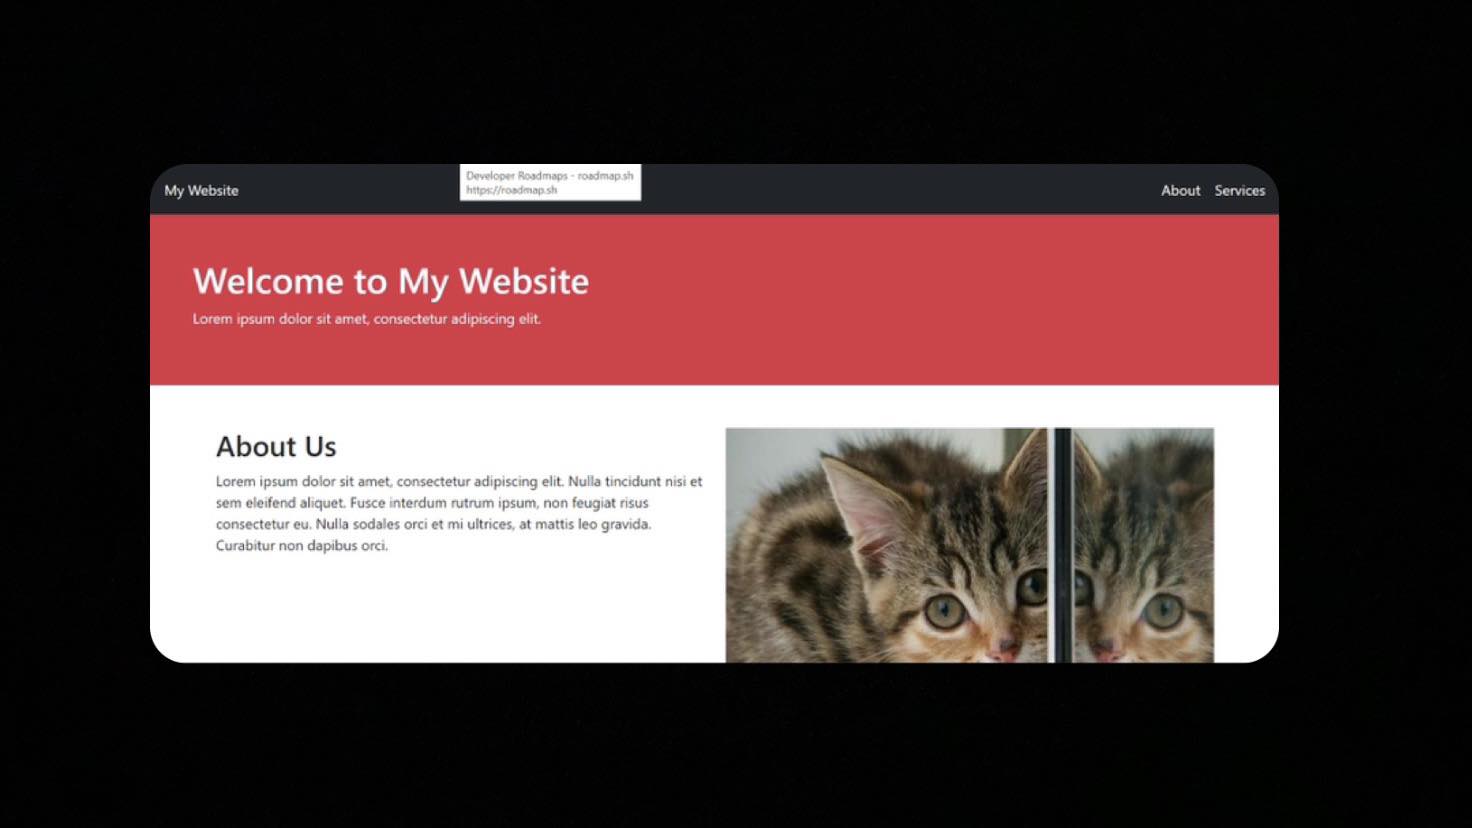 My Website
Developer Roadmaps - roadmap.sh
https://roadmap.sh
About Services
Welcome to My Website
Lorem ipsum dolor sit amet, consectetur adipiscing elit.
About Us
Lorem ipsum dolor sit amet, consectetur adipiscing elit. Nulla tincidunt nisi et
sem eleifend aliquet. Fusce interdum rutrum ipsum, non feugiat risus
consectetur eu. Nulla sodales orci et mi ultrices, at mattis leo gravida.
Curabitur non dapibus orci.